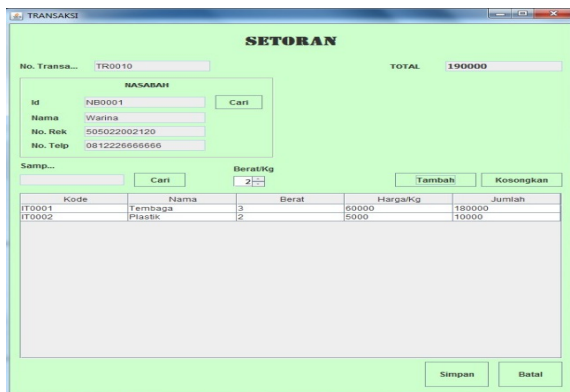 TRANSAKSI
SETORAN
No. Transa... TR0010 TOTAL 190000
NASABAH
Id NB0001 Cari
Nama Warina
No. Rek 505022002120
No. Telp 0812226666666
Samp... Berat/Kg
Cari 2 Tambah Kosongkan
Kode Nama Berat Harga/Kg Jumlah
IT0001 Tembaga 3 60000 180000
IT0002 Plastik 2 5000 10000
Simpan Batal